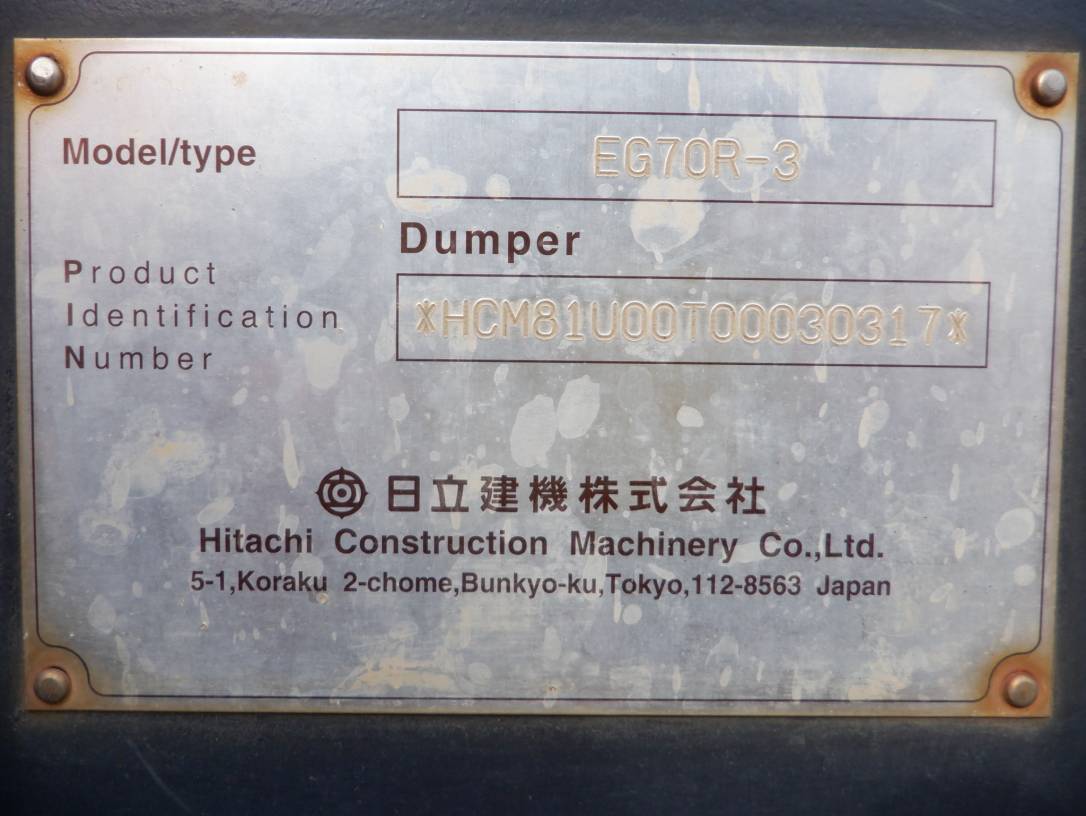 Model/type
EG70R-3
Dumper
Product
Identification
Number
*HCM81U00T00030317*
日立建機株式会社
Hitachi Construction Machinery Co.,Ltd.
5-1,Koraku 2-chome,Bunkyo-ku,Tokyo,112-8563 Japan